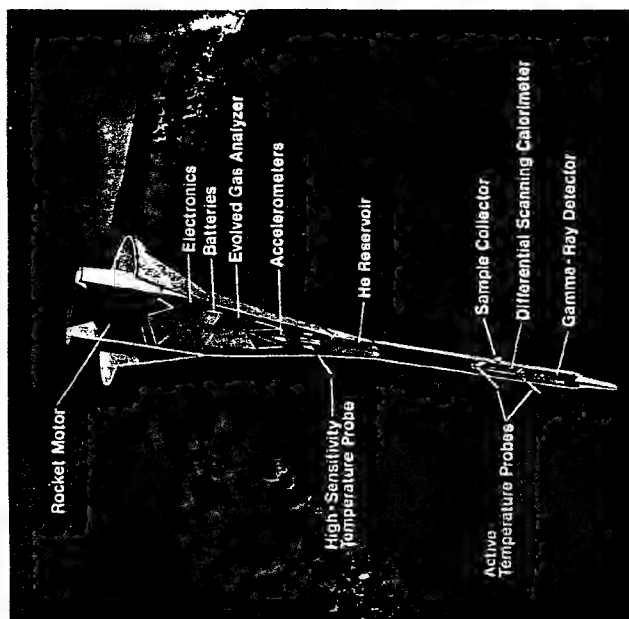 Rocket Motor
Electronics
Batteries
Evolved Gas Analyzer
Accelerometers
He Reservoir
High-Sensitivity
Temperature Probe
Sample Collector
Differential Scanning Calorimeter
Gamma-Ray Detector
Active
Temperature Probes